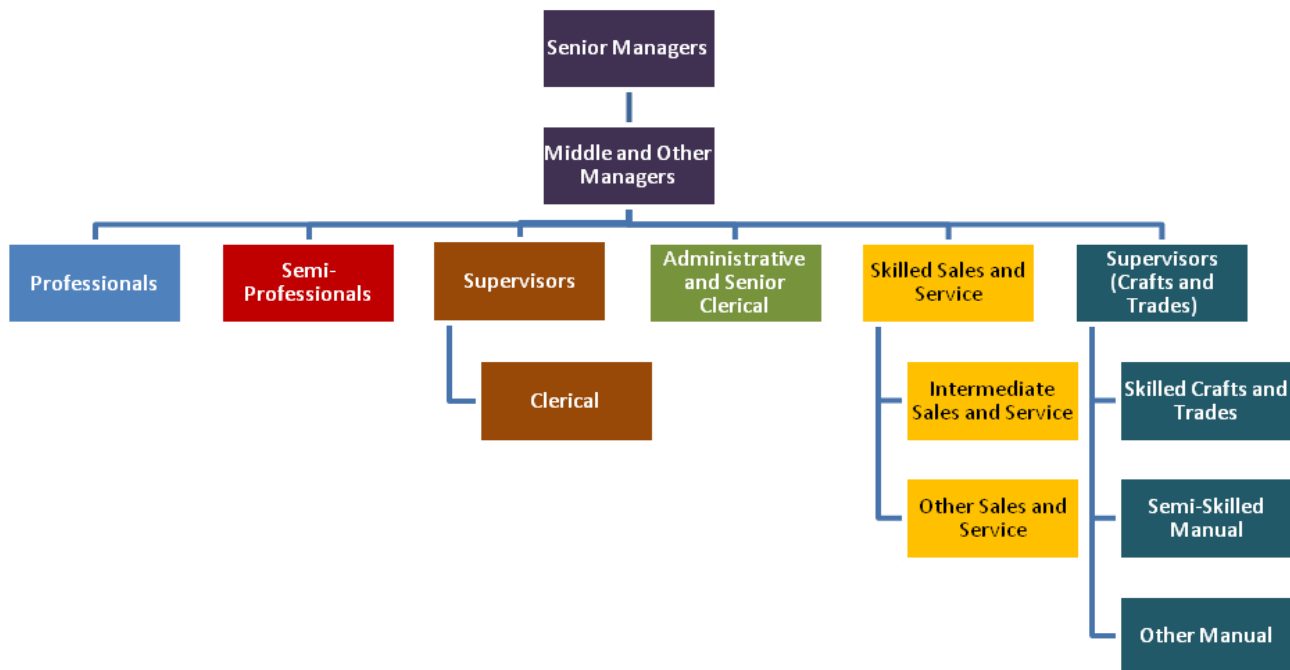 Senior Managers
Middle and Other
Managers
Professionals
Semi-
Professionals
Supervisors
Administrative
and Senior
Clerical
Skilled Sales and
Service
Supervisors
(Crafts and
Trades)
Clerical
Intermediate
Sales and Service
Skilled Crafts and
Trades
Other Sales and
Service
Semi-Skilled
Manual
Other Manual